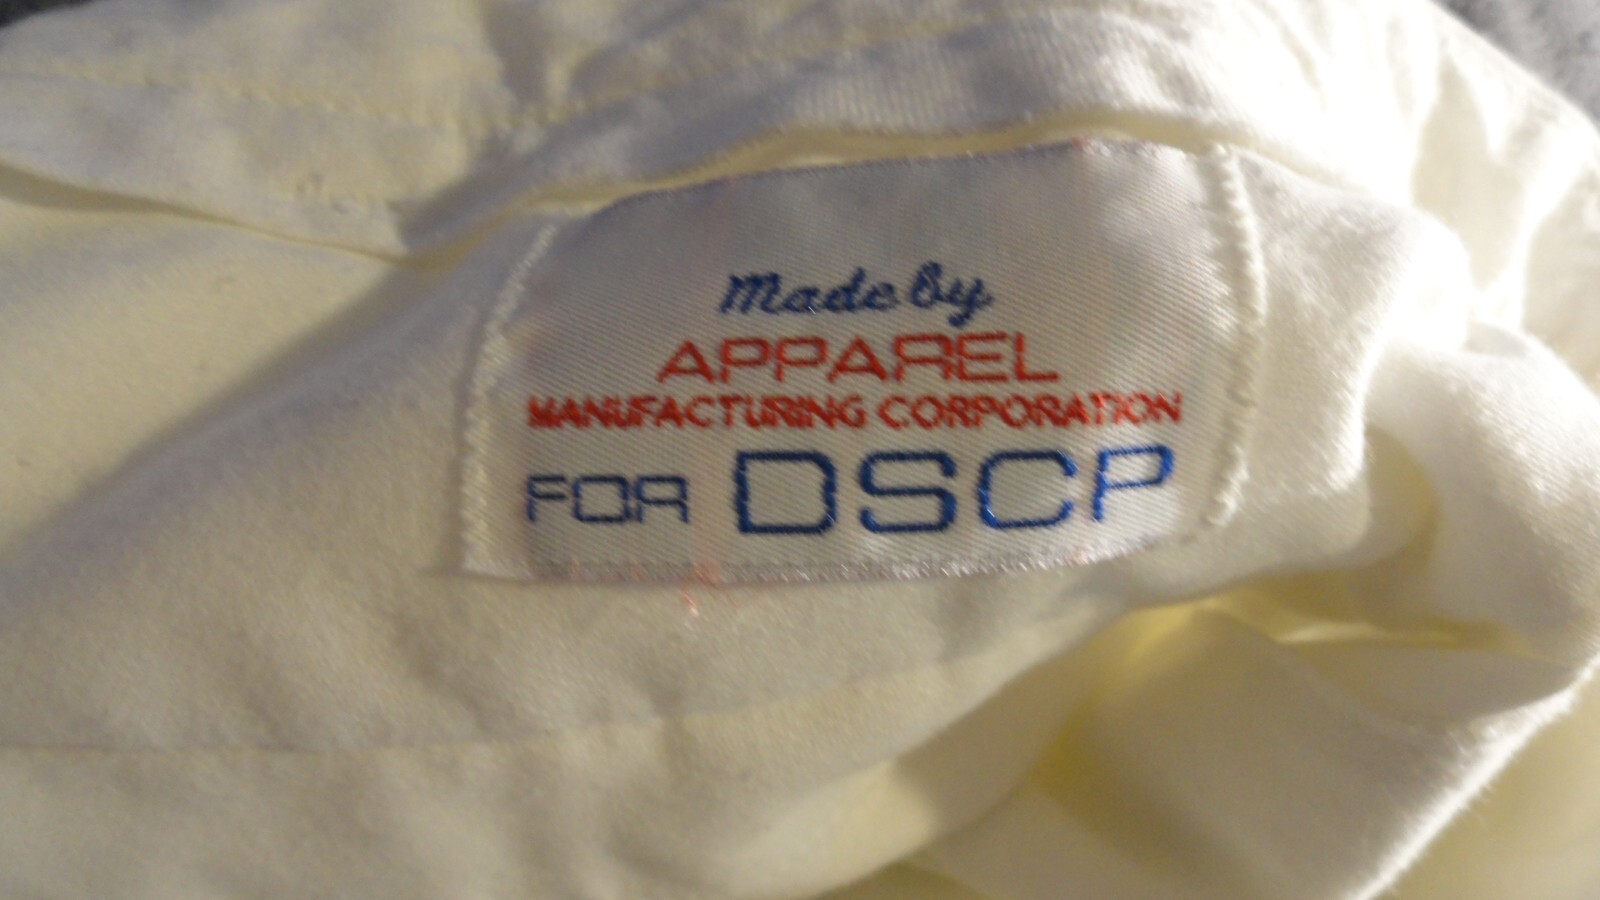 Made by
APPAREL
MANUFACTURING CORPORATION
FOR DSCP